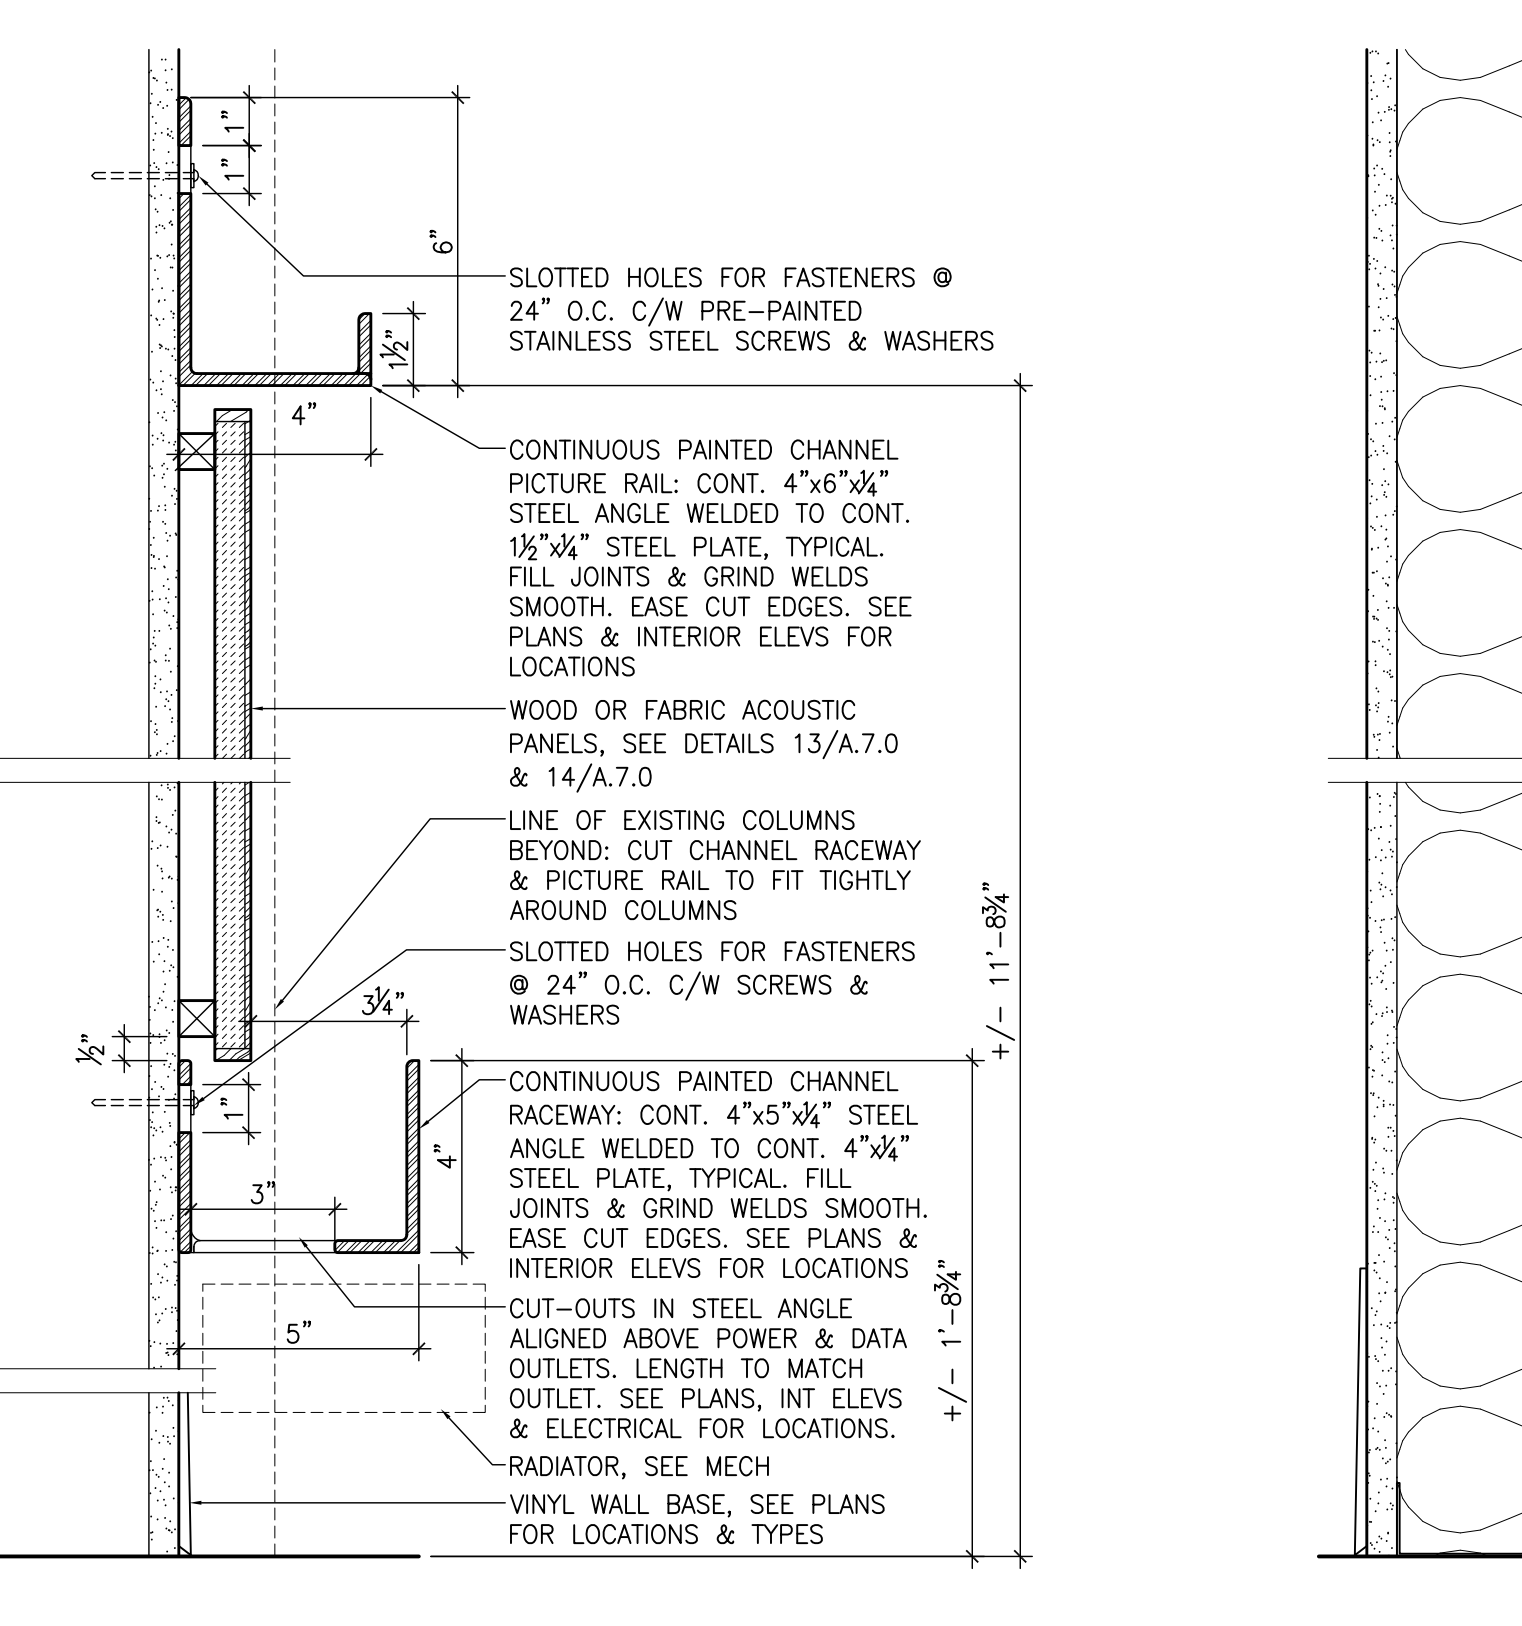 1"
1"
6"
SLOTTED HOLES FOR FASTENERS @
24" O.C. C/W PRE-PAINTED
STAINLESS STEEL SCREWS & WASHERS
1½"
4"
CONTINUOUS PAINTED CHANNEL
PICTURE RAIL: CONT. 4"x6"x¼"
STEEL ANGLE WELDED TO CONT.
1½"x¼" STEEL PLATE, TYPICAL.
FILL JOINTS & GRIND WELDS
SMOOTH. EASE CUT EDGES. SEE
PLANS & INTERIOR ELEVS FOR
LOCATIONS
WOOD OR FABRIC ACOUSTIC
PANELS, SEE DETAILS 13/A.7.0
& 14/A.7.0
LINE OF EXISTING COLUMNS
BEYOND: CUT CHANNEL RACEWAY
& PICTURE RAIL TO FIT TIGHTLY
AROUND COLUMNS
+/- 11'-8¾"
SLOTTED HOLES FOR FASTENERS
@ 24" O.C. C/W SCREWS &
WASHERS
3¼"
½"
1"
CONTINUOUS PAINTED CHANNEL
RACEWAY: CONT. 4"x5"x¼" STEEL
ANGLE WELDED TO CONT. 4"x¼"
STEEL PLATE, TYPICAL. FILL
JOINTS & GRIND WELDS SMOOTH.
EASE CUT EDGES. SEE PLANS &
INTERIOR ELEVS FOR LOCATIONS
4"
3"
CUT-OUTS IN STEEL ANGLE
ALIGNED ABOVE POWER & DATA
OUTLETS. LENGTH TO MATCH
OUTLET. SEE PLANS, INT ELEVS
& ELECTRICAL FOR LOCATIONS.
5"
+/- 1'-8¾"
RADIATOR, SEE MECH
VINYL WALL BASE, SEE PLANS
FOR LOCATIONS & TYPES